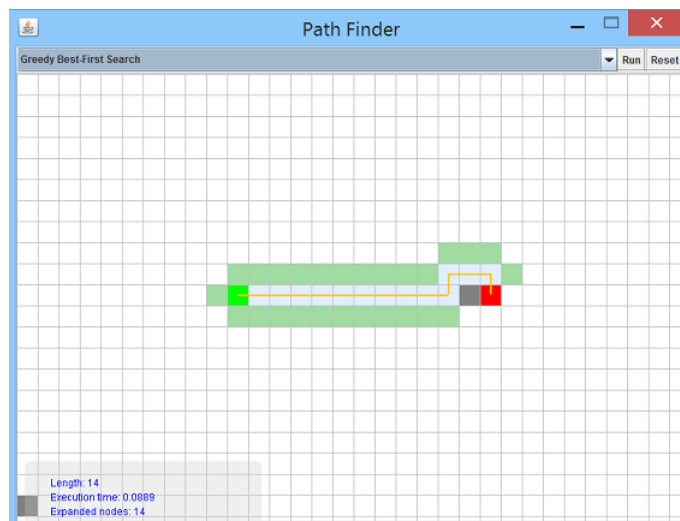 Path Finder
Greedy Best-First Search
Run
Reset
Length: 14
Execution time: 0.0889
Expanded nodes: 14